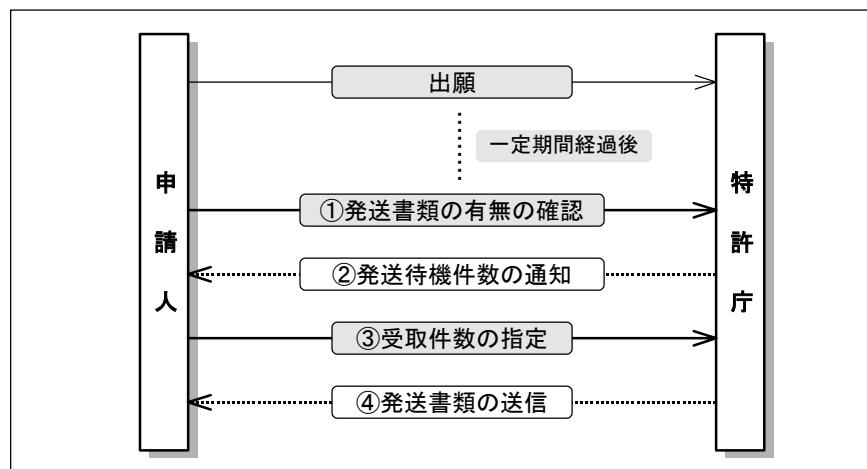 出願
一定期間経過後
申請人
特許庁
①発送書類の有無の確認
②発送待機件数の通知
③受取件数の指定
④発送書類の送信